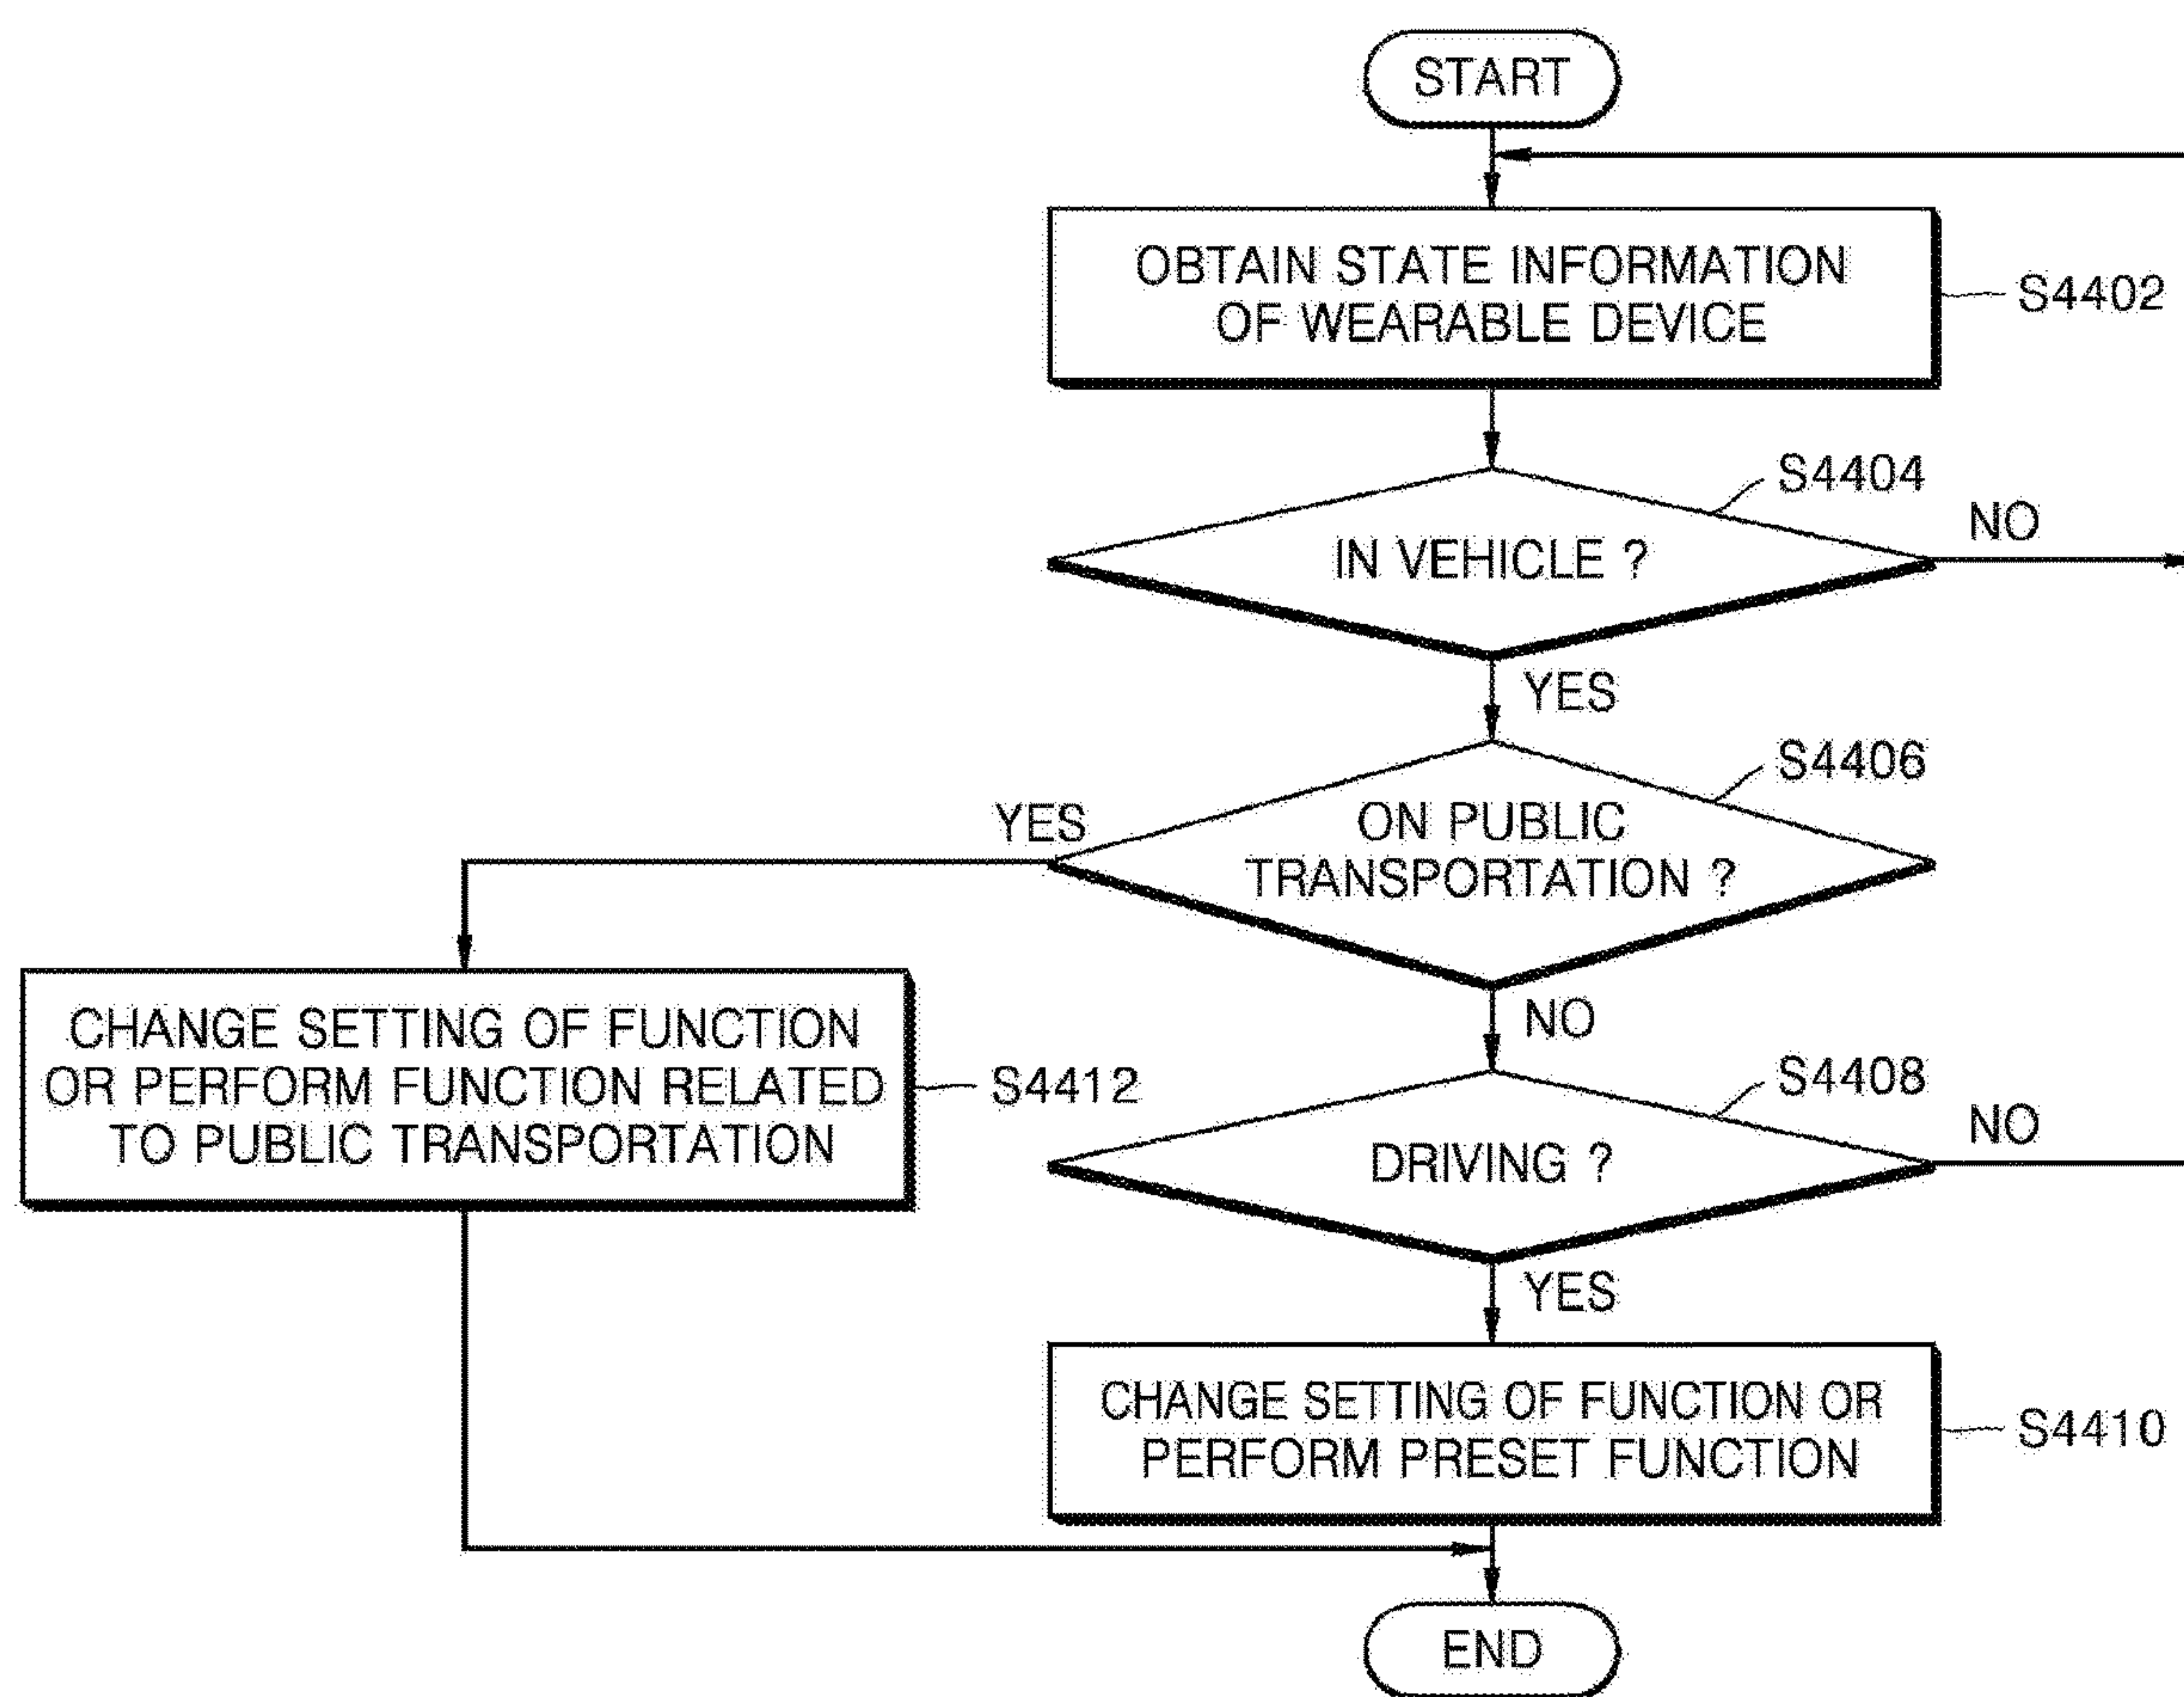 START
OBTAIN STATE INFORMATION
OF WEARABLE DEVICE
S4402
S4404
IN VEHICLE ?
NO
YES
S4406
ON PUBLIC
TRANSPORTATION ?
YES
NO
CHANGE SETTING OF FUNCTION
OR PERFORM FUNCTION RELATED
TO PUBLIC TRANSPORTATION
S4412
S4408
DRIVING ?
NO
YES
CHANGE SETTING OF FUNCTION OR
PERFORM PRESET FUNCTION
S4410
END